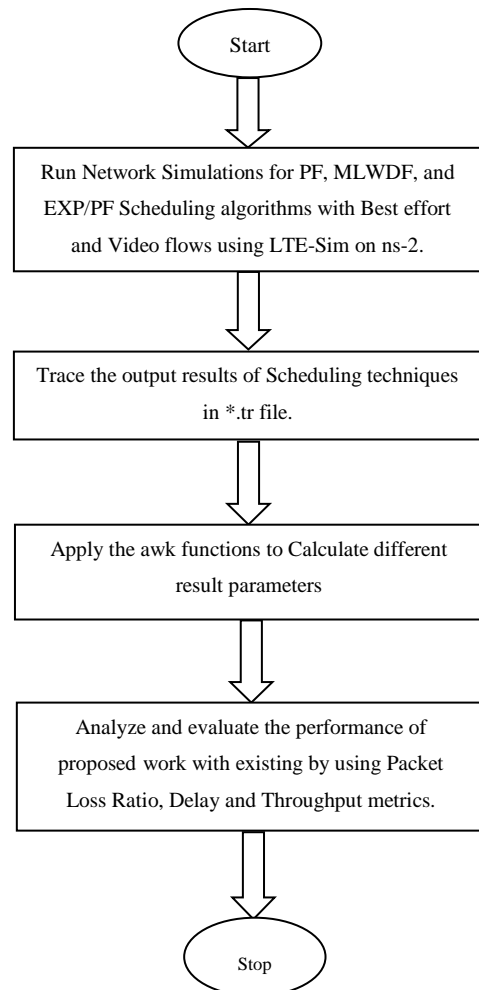 Start
Run Network Simulations for PF, MLWDF, and
EXP/PF Scheduling algorithms with Best effort
and Video flows using LTE-Sim on ns-2.
Trace the output results of Scheduling techniques
in *.tr file.
Apply the awk functions to Calculate different
result parameters
Analyze and evaluate the performance of
proposed work with existing by using Packet
Loss Ratio, Delay and Throughput metrics.
Stop